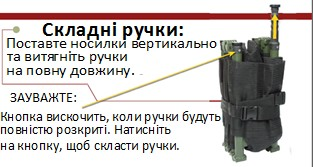 Складні ручки:
Поставте носилки вертикально
та витягніть ручки
на повну довжину.
ЗАУВАЖТЕ:
Кнопка вискочить, коли ручки будуть
повністю розкриті. Натисніть
на кнопку, щоб скласти ручки.